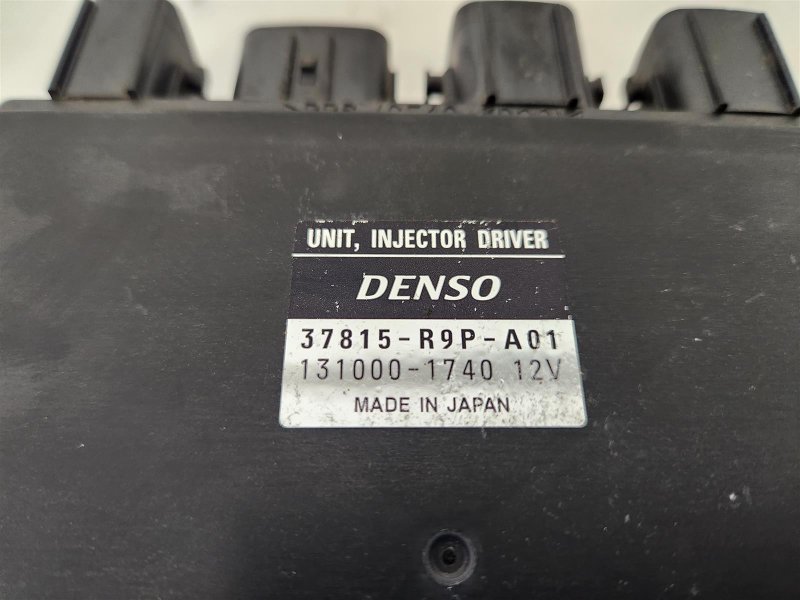 UNIT, INJECTOR DRIVER
DENSO
37815-R9P-A01
131000-1740 12V
MADE IN JAPAN